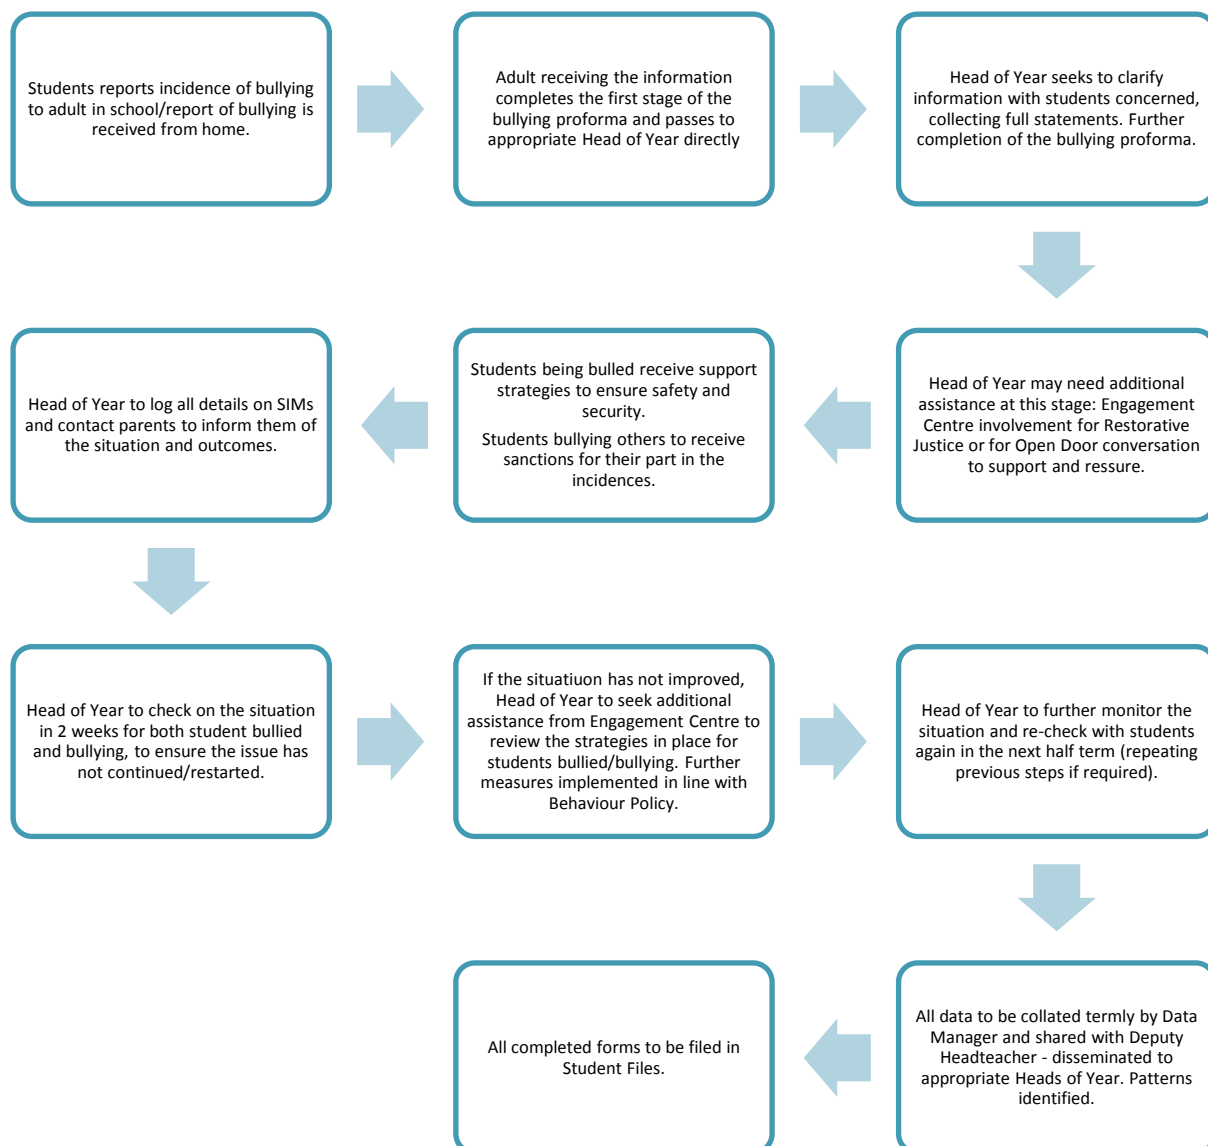 Students reports incidence of bullying
to adult in school/report of bullying is
received from home.
Adult receiving the information
completes the first stage of the
bullying proforma and passes to
appropriate Head of Year directly
Head of Year seeks to clarify
information with students concerned,
collecting full statements. Further
completion of the bullying proforma.
Head of Year may need additional
assistance at this stage: Engagement
Centre involvement for Restorative
Justice or for Open Door conversation
to support and ressure.
Students being bulled receive support
strategies to ensure safety and
security.
Students bullying others to receive
sanctions for their part in the
incidences.
Head of Year to log all details on SIMs
and contact parents to inform them of
the situation and outcomes.
Head of Year to check on the situation
in 2 weeks for both student bullied
and bullying, to ensure the issue has
not continued/restarted.
If the situatiuon has not improved,
Head of Year to seek additional
assistance from Engagement Centre to
review the strategies in place for
students bullied/bullying. Further
measures implemented in line with
Behaviour Policy.
Head of Year to further monitor the
situation and re-check with students
again in the next half term (repeating
previous steps if required).
All data to be collated termly by Data
Manager and shared with Deputy
Headteacher - disseminated to
appropriate Heads of Year. Patterns
identified.
All completed forms to be filed in
Student Files.